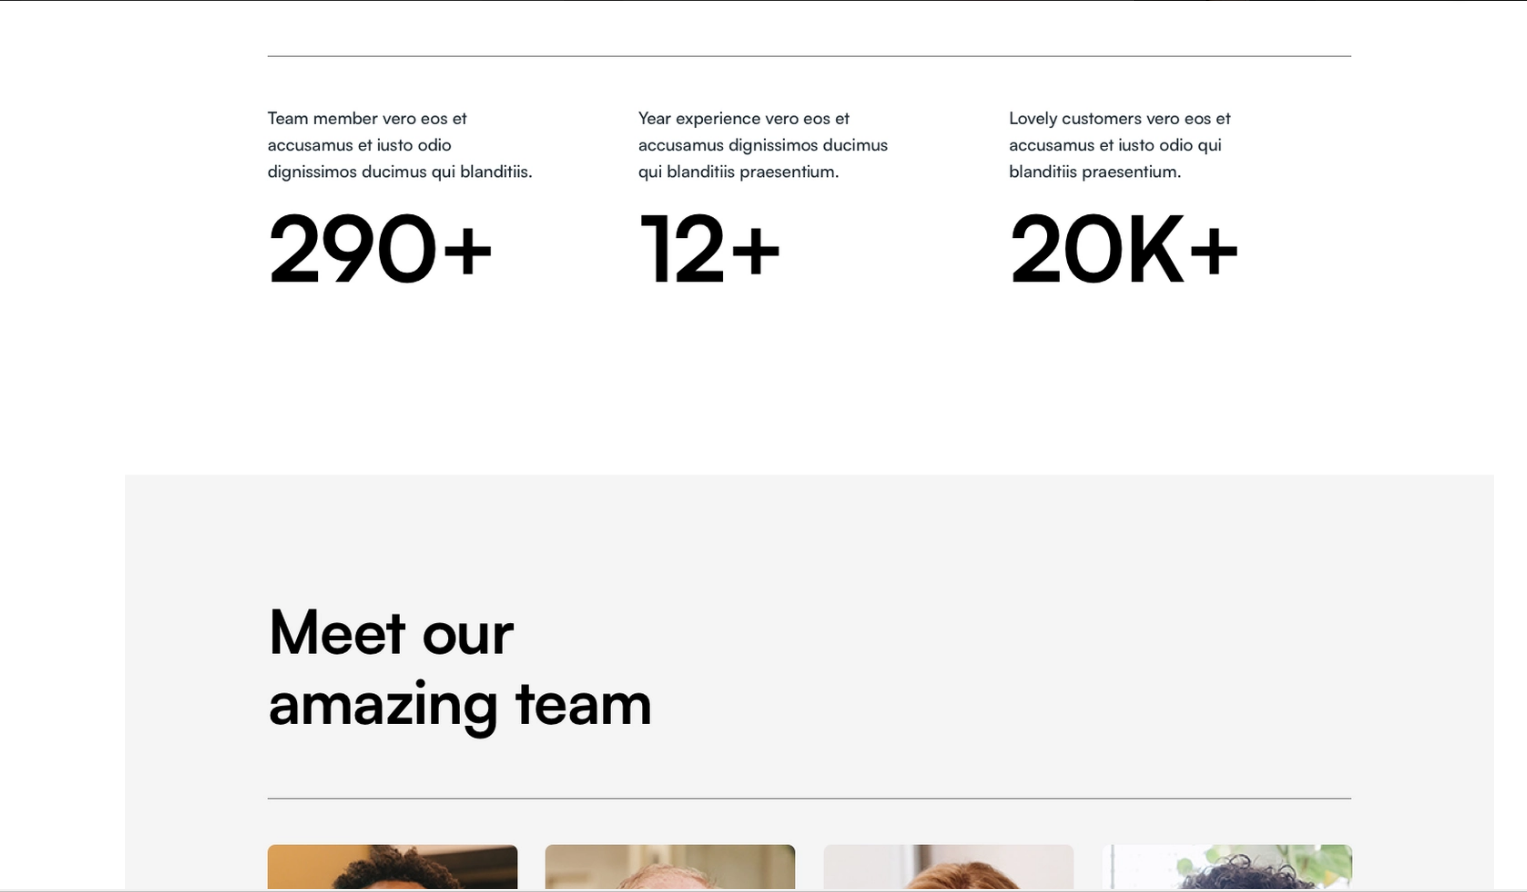 Team member vero eos et
accusamus et iusto odio
dignissimos ducimus qui blanditiis.
290+
Year experience vero eos et
accusamus dignissimos ducimus
qui blanditiis praesentium.
12+
Lovely customers vero eos et
accusamus et iusto odio qui
blanditiis praesentium.
20K+
Meet our
amazing team